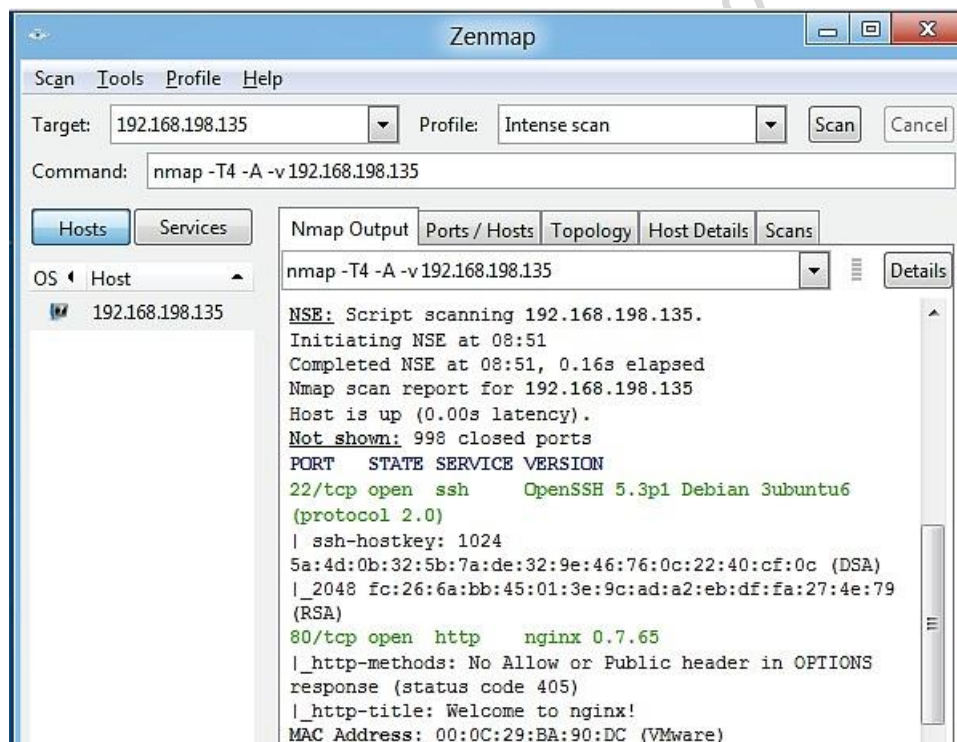 Zenmap
Scan Tools Profile Help
Target: 192.168.198.135 Profile: Intense scan Scan Cancel
Command: nmap -T4 -A -v 192.168.198.135
Hosts Services
Nmap Output Ports / Hosts Topology Host Details Scans
OS Host
nmap -T4 -A -v 192.168.198.135 Details
192.168.198.135
NSE: Script scanning 192.168.198.135.
Initiating NSE at 08:51
Completed NSE at 08:51, 0.16s elapsed
Nmap scan report for 192.168.198.135
Host is up (0.00s latency).
Not shown: 998 closed ports
PORT STATE SERVICE VERSION
22/tcp open ssh OpenSSH 5.3p1 Debian 3ubuntu6
(protocol 2.0)
| ssh-hostkey: 1024
5a:4d:0b:32:5b:7a:de:32:9e:46:76:0c:22:40:cf:0c (DSA)
|_2048 fc:26:6a:bb:45:01:3e:9c:ad:a2:eb:df:fa:27:4e:79
(RSA)
80/tcp open http nginx 0.7.65
|_http-methods: No Allow or Public header in OPTIONS
response (status code 405)
|_http-title: Welcome to nginx!
MAC Address: 00:0C:29:BA:90:DC (VMware)